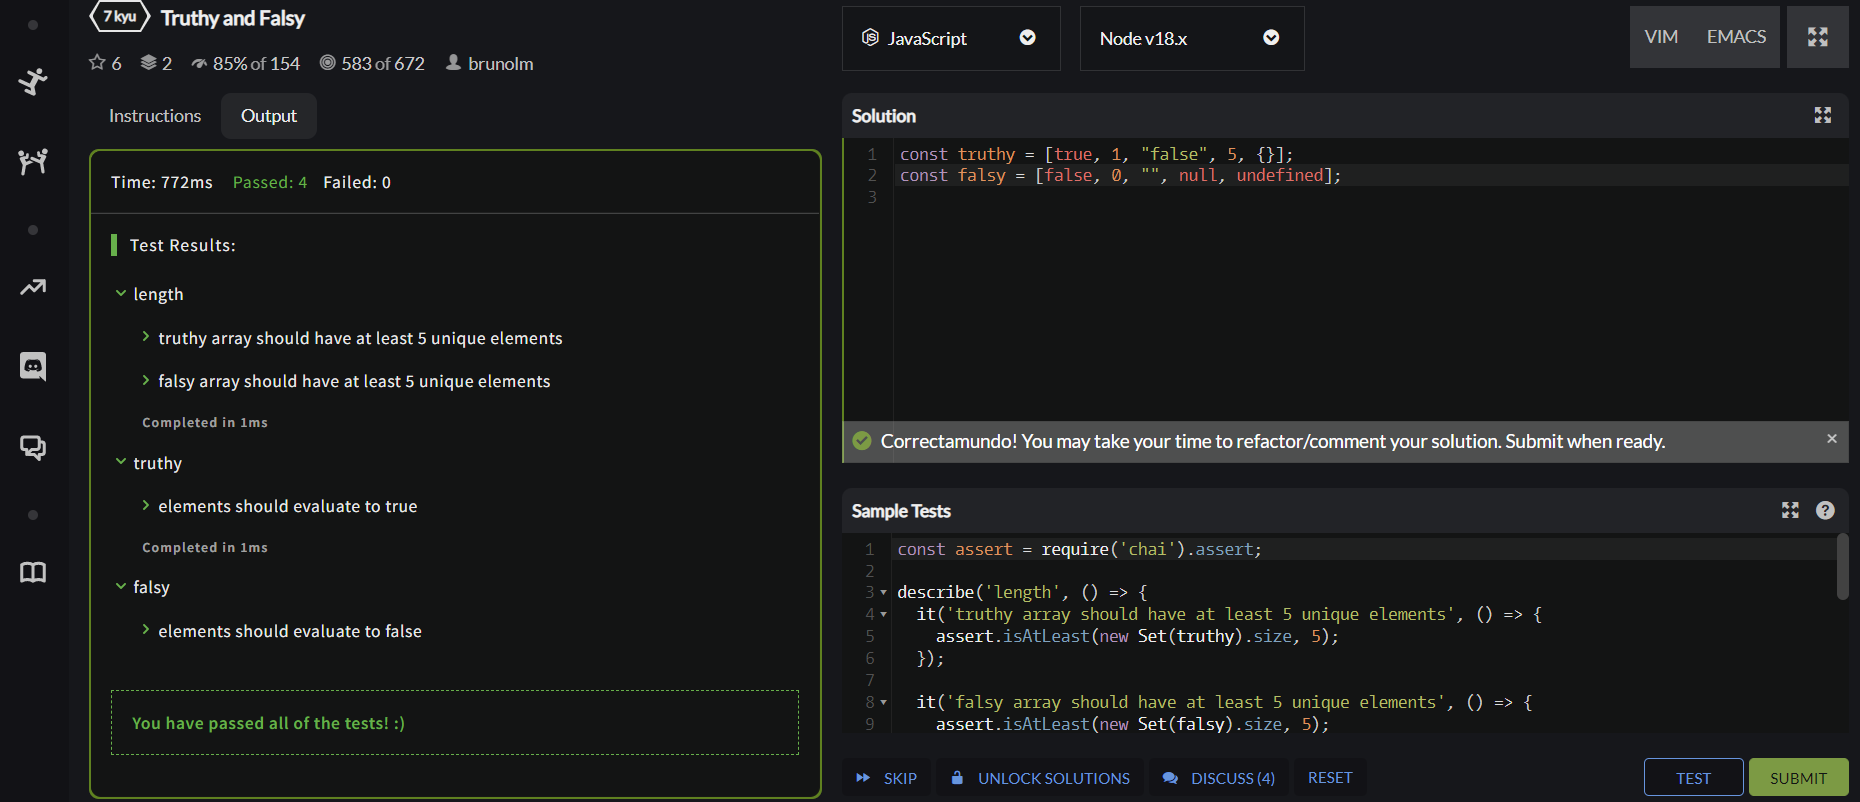 7 kyu Truthy and Falsy
6 2 85% of 154 583 of 672 brunolm
Instructions Output
Time: 772ms Passed: 4 Failed: 0
Test Results:
length
truthy array should have at least 5 unique elements
falsy array should have at least 5 unique elements
Completed in 1ms
truthy
elements should evaluate to true
Completed in 1ms
falsy
elements should evaluate to false
You have passed all of the tests! :)
JavaScript Node v18.x VIM EMACS
Solution
1 const truthy = [true, 1, "false", 5, {}];
2 const falsy = [false, 0, "", null, undefined];
3
Correctamundo! You may take your time to refactor/comment your solution. Submit when ready. ×
Sample Tests ?
1 const assert = require('chai').assert;
2
3 describe('length', () => {
4 it('truthy array should have at least 5 unique elements', () => {
5 assert.isAtLeast(new Set(truthy).size, 5);
6 });
7
8 it('falsy array should have at least 5 unique elements', () => {
9 assert.isAtLeast(new Set(falsy).size, 5);
SKIP UNLOCK SOLUTIONS DISCUSS (4) RESET TEST SUBMIT